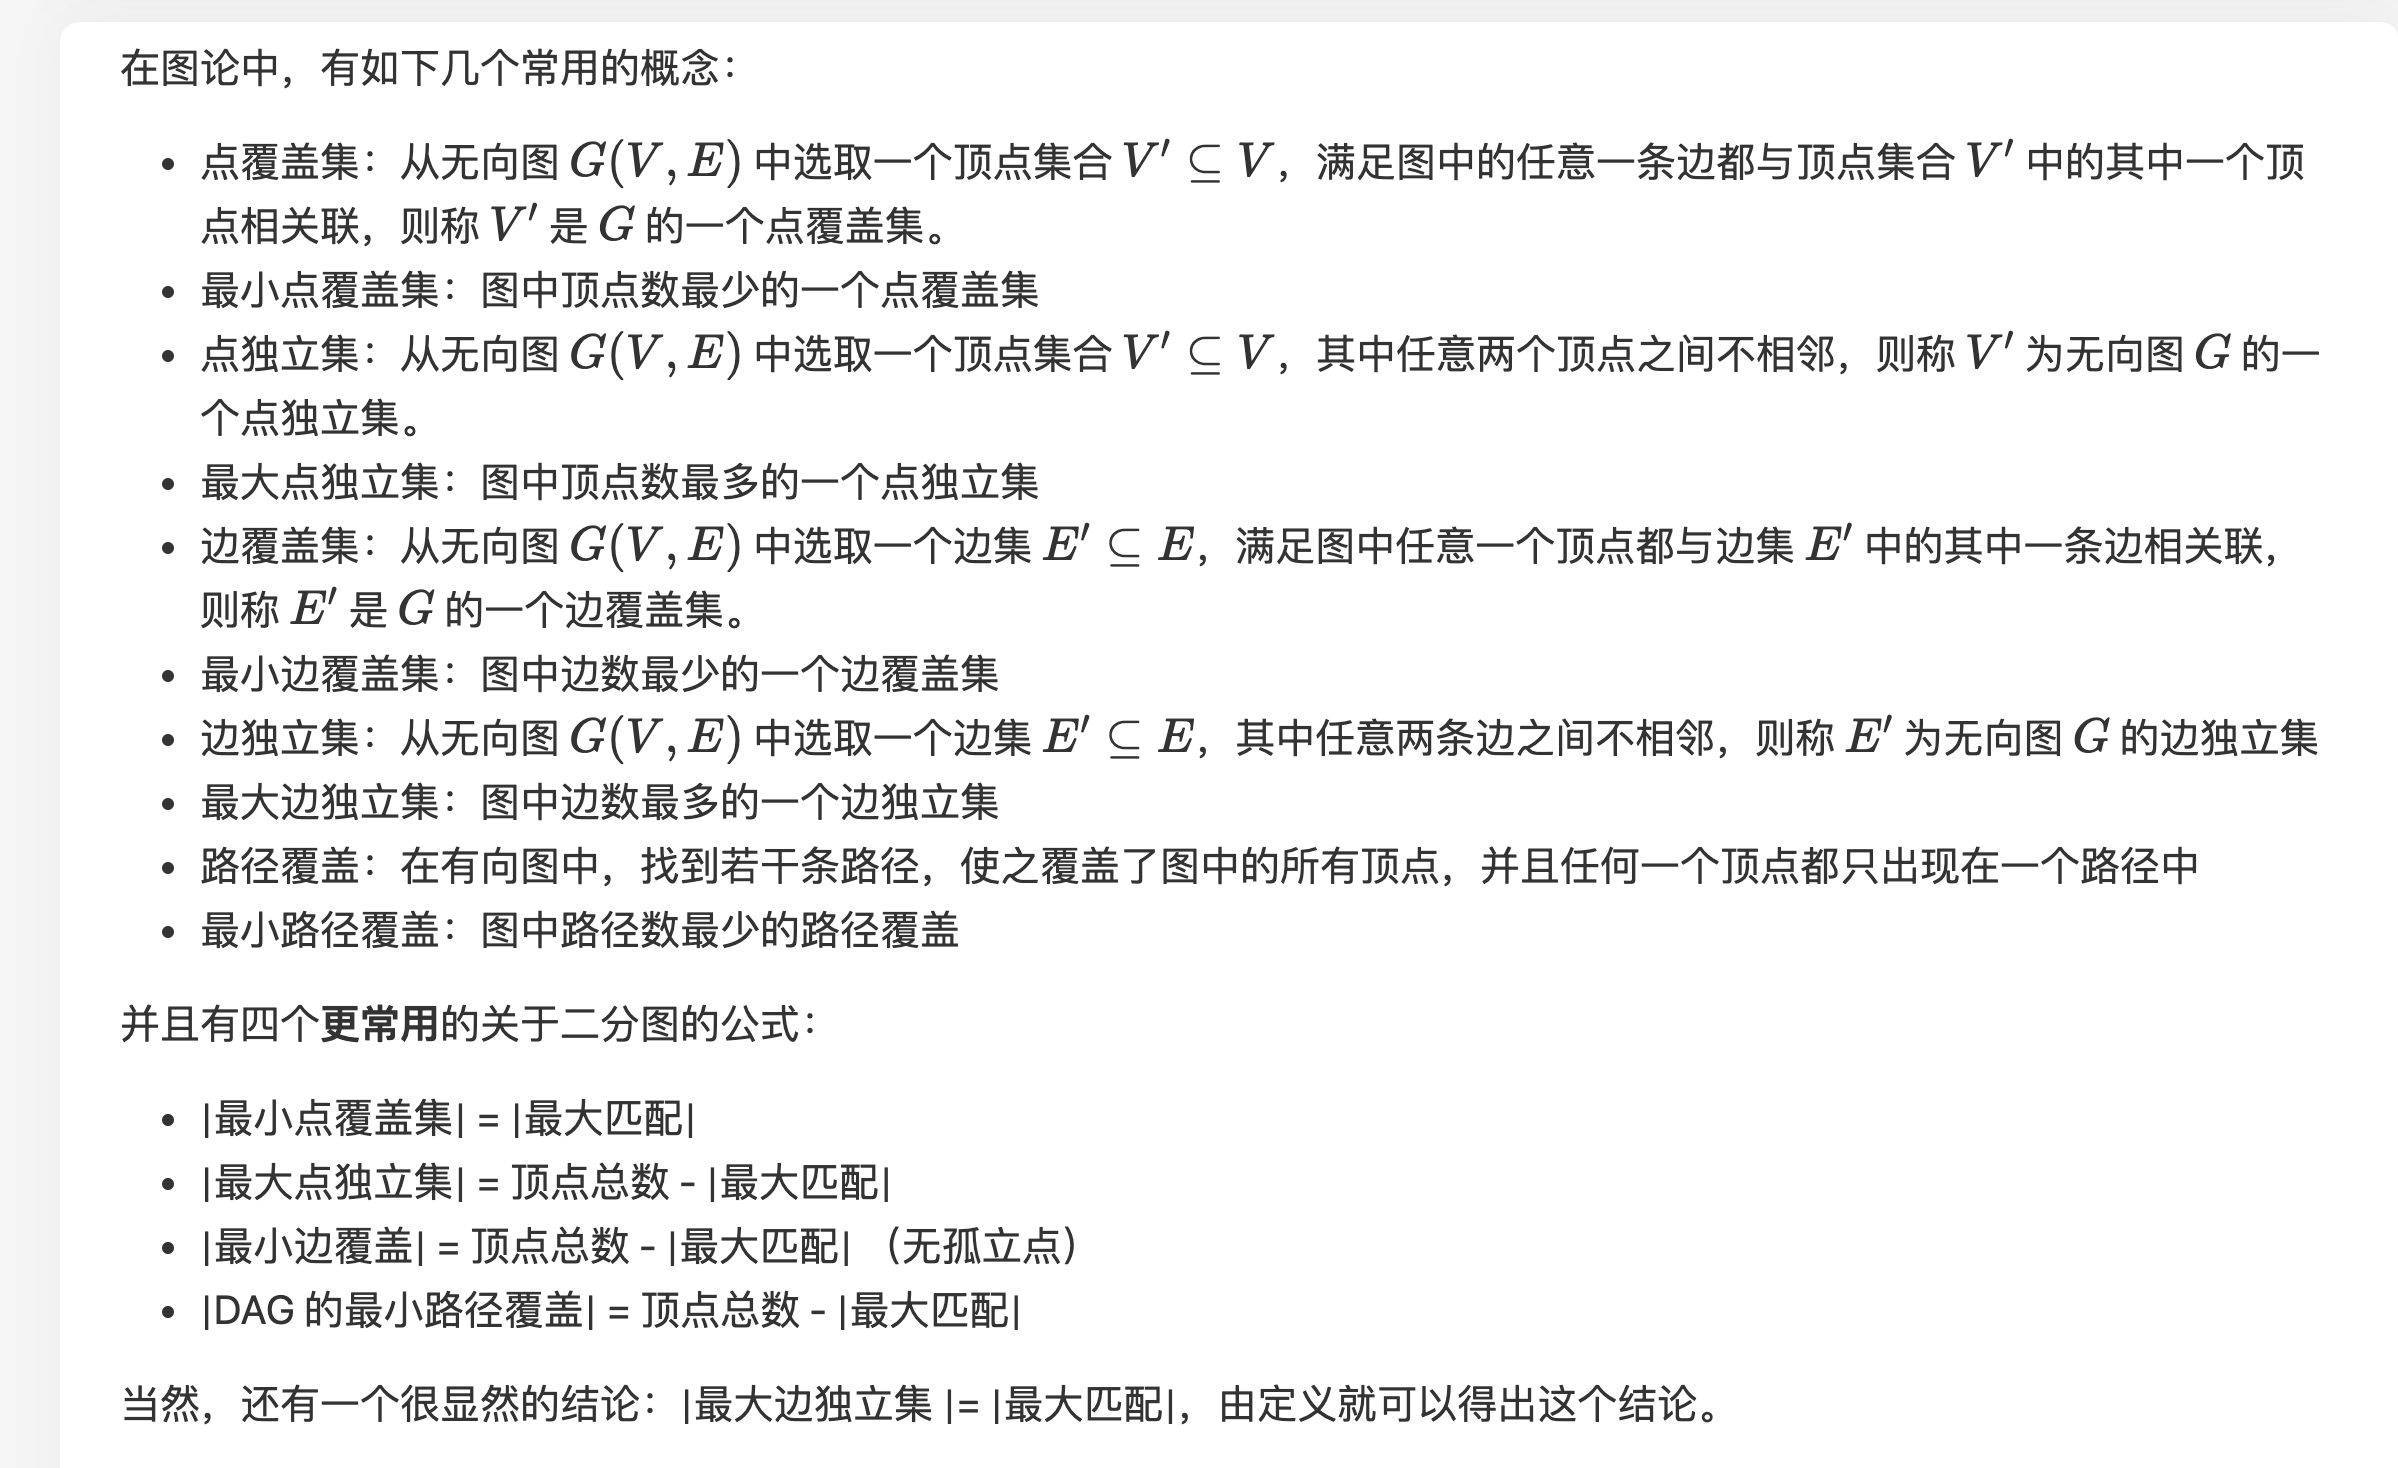 在图论中，有如下几个常用的概念：
• 点覆盖集：从无向图 G(V, E) 中选取一个顶点集合 V′ ⊆ V，满足图中的任意一条边都与顶点集合 V′ 中的其中一个顶
点相关联，则称 V′ 是 G 的一个点覆盖集。
• 最小点覆盖集：图中顶点数最少的一个点覆盖集
• 点独立集：从无向图 G(V, E) 中选取一个顶点集合 V′ ⊆ V，其中任意两个顶点之间不相邻，则称 V′ 为无向图 G 的一
个点独立集。
• 最大点独立集：图中顶点数最多的一个点独立集
• 边覆盖集：从无向图 G(V, E) 中选取一个边集 E′ ⊆ E，满足图中任意一个顶点都与边集 E′ 中的其中一条边相关联，
则称 E′ 是 G 的一个边覆盖集。
• 最小边覆盖集：图中边数最少的一个边覆盖集
• 边独立集：从无向图 G(V, E) 中选取一个边集 E′ ⊆ E，其中任意两条边之间不相邻，则称 E′ 为无向图 G 的边独立集
• 最大边独立集：图中边数最多的一个边独立集
• 路径覆盖：在有向图中，找到若干条路径，使之覆盖了图中的所有顶点，并且任何一个顶点都只出现在一个路径中
• 最小路径覆盖：图中路径数最少的路径覆盖
并且有四个更常用的关于二分图的公式：
• |最小点覆盖集| = |最大匹配|
• |最大点独立集| = 顶点总数 - |最大匹配|
• |最小边覆盖| = 顶点总数 - |最大匹配| （无孤立点）
• |DAG 的最小路径覆盖| = 顶点总数 - |最大匹配|
当然，还有一个很显然的结论：|最大边独立集 |= |最大匹配|，由定义就可以得出这个结论。